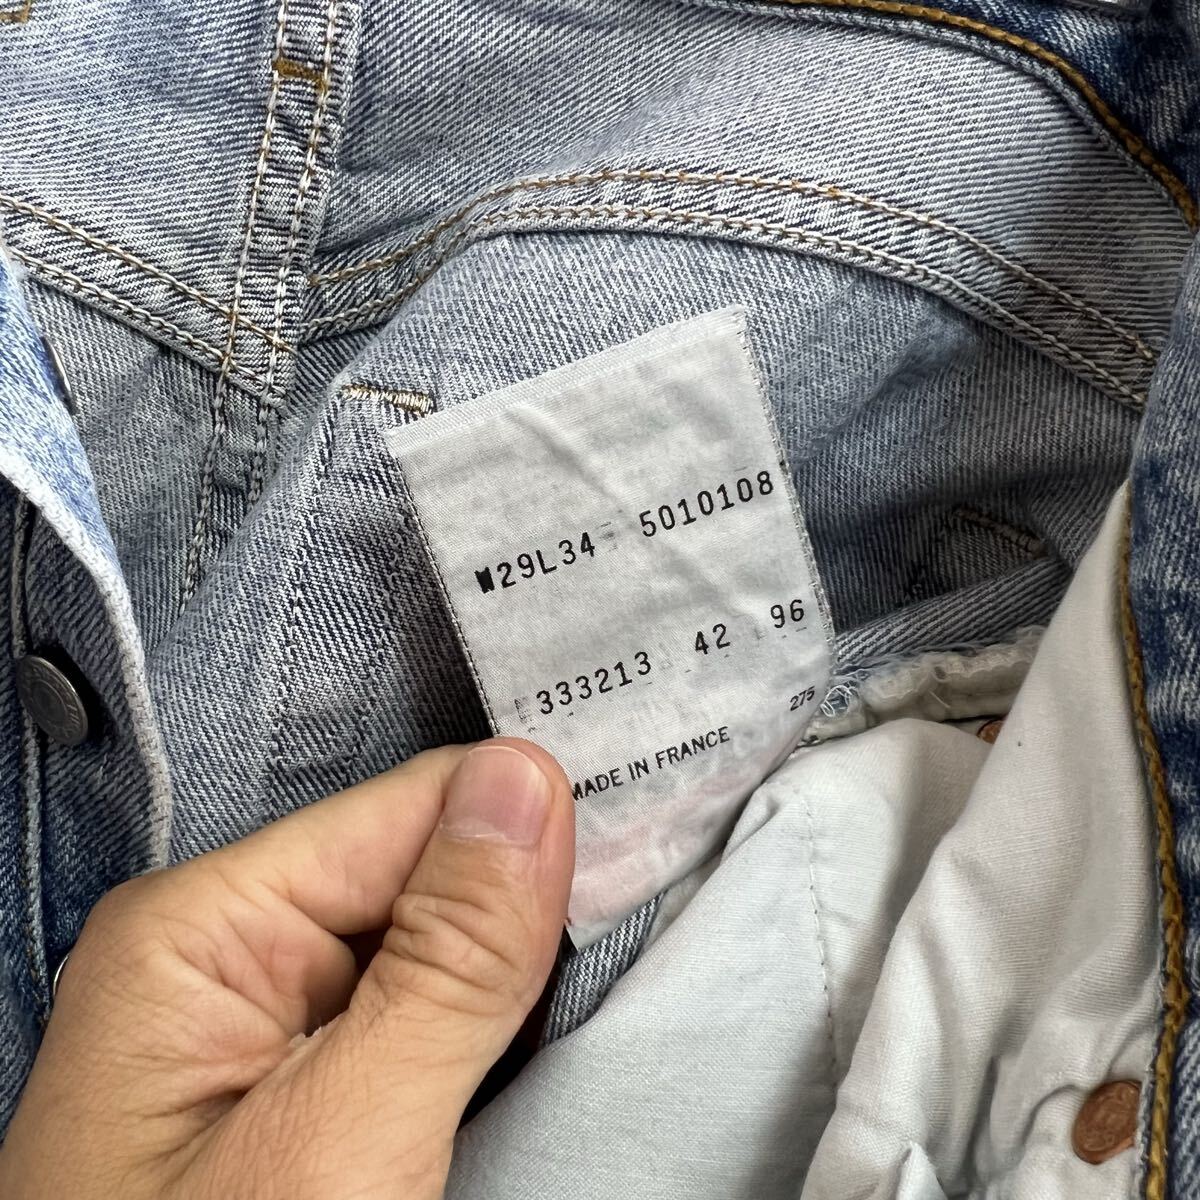 W29L34 5010108
333213 42 96
275
MADE IN FRANCE